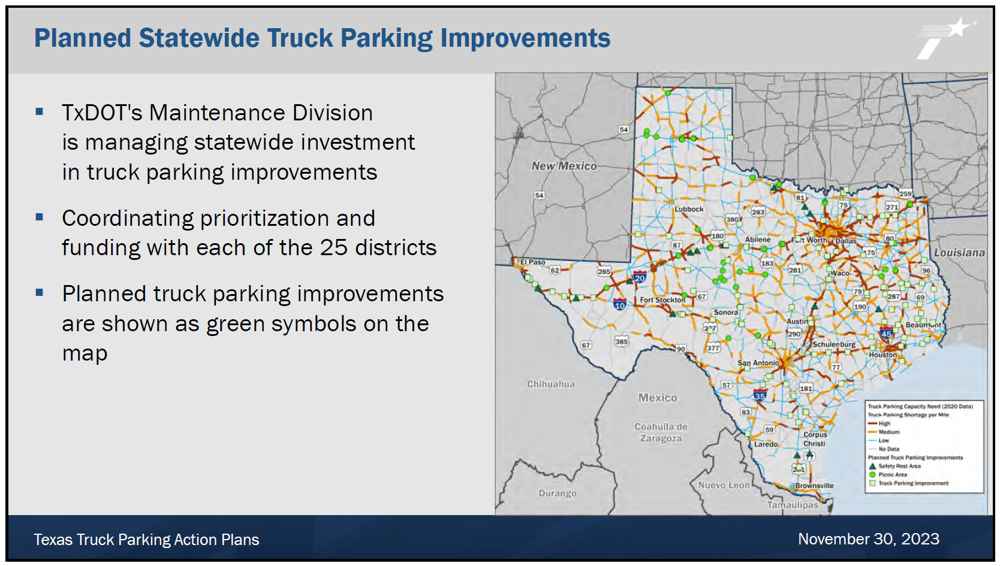 Planned Statewide Truck Parking Improvements
®
▪ TxDOT's Maintenance Division
is managing statewide investment
in truck parking improvements
▪ Coordinating prioritization and
funding with each of the 25 districts
▪ Planned truck parking improvements
are shown as green symbols on the
map
54
New Mexico
54
259
81
75
271
Lubbock
283
380
180
Abilene
Fort Worth
Dallas
80
87
175
Louisiana
El Paso
62
285
20
183
281
Waco
96
Fort Stockton
67
79
287
69
10
190
Sonora
Austin
Beaumont
277
290
45
67
385
90
377
Schulenburg
Houston
San Antonio
77
Chihuahua
57
181
Mexico
35
83
Coahuila de
Zaragoza
59
Corpus
Christi
Laredo
77
281
Nuevo León
Brownsville
Durango
Tamaulipas
Truck Parking Capacity Need (2020 Data)
Truck Parking Shortage per Mile
High
Medium
Low
No Data
Planned Truck Parking Improvements
Safety Rest Area
Picnic Area
Truck Parking Improvement
Texas Truck Parking Action Plans
November 30, 2023